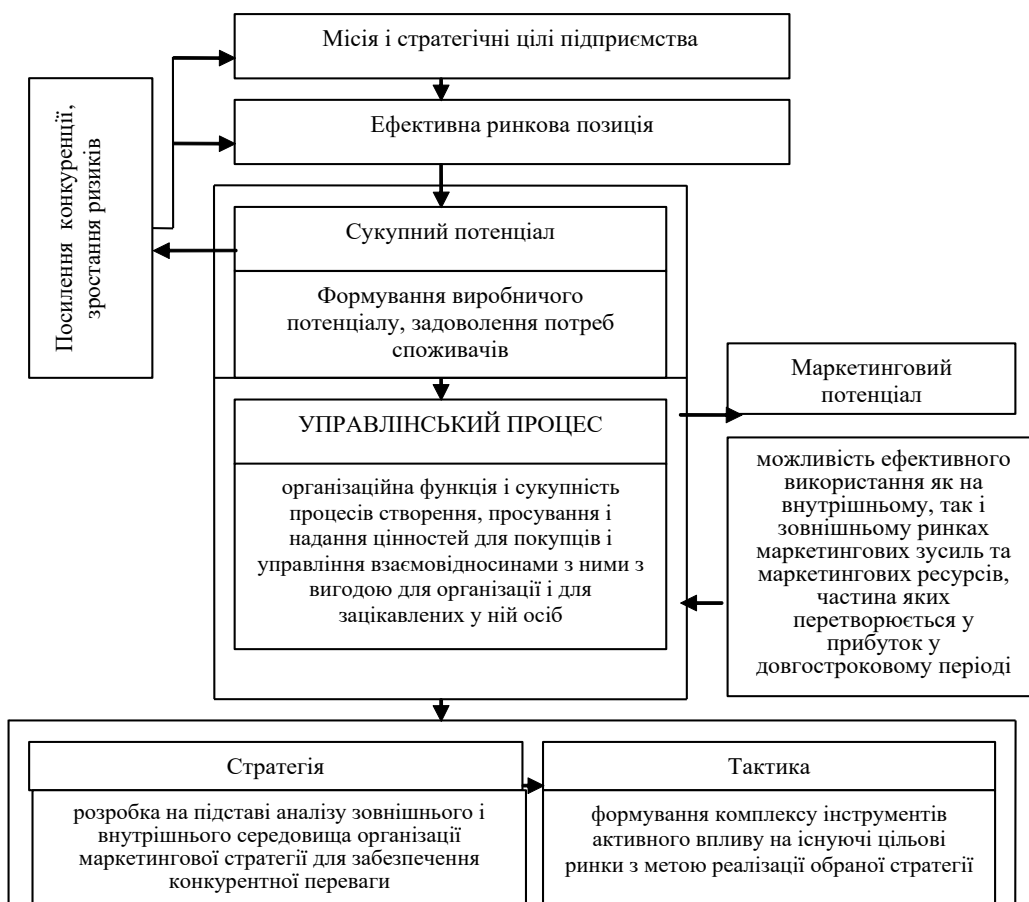 Місія і стратегічні цілі підприємства
Ефективна ринкова позиція
Посилення конкуренції,
зростання ризиків
Сукупний потенціал
Формування виробничого
потенціалу, задоволення потреб
споживачів
Маркетинговий
потенціал
УПРАВЛІНСЬКИЙ ПРОЦЕС
організаційна функція і сукупність
процесів створення, просування і
надання цінностей для покупців і
управління взаємовідносинами з ними з
вигодою для організації і для
зацікавлених у ній осіб
можливість ефективного
використання як на
внутрішньому, так і
зовнішньому ринках
маркетингових зусиль та
маркетингових ресурсів,
частина яких
перетворюється у
прибуток у
довгостроковому періоді
Стратегія
розробка на підставі аналізу зовнішнього і
внутрішнього середовища організації
маркетингової стратегії для забезпечення
конкурентної переваги
Тактика
формування комплексу інструментів
активного впливу на існуючі цільові
ринки з метою реалізації обраної стратегії